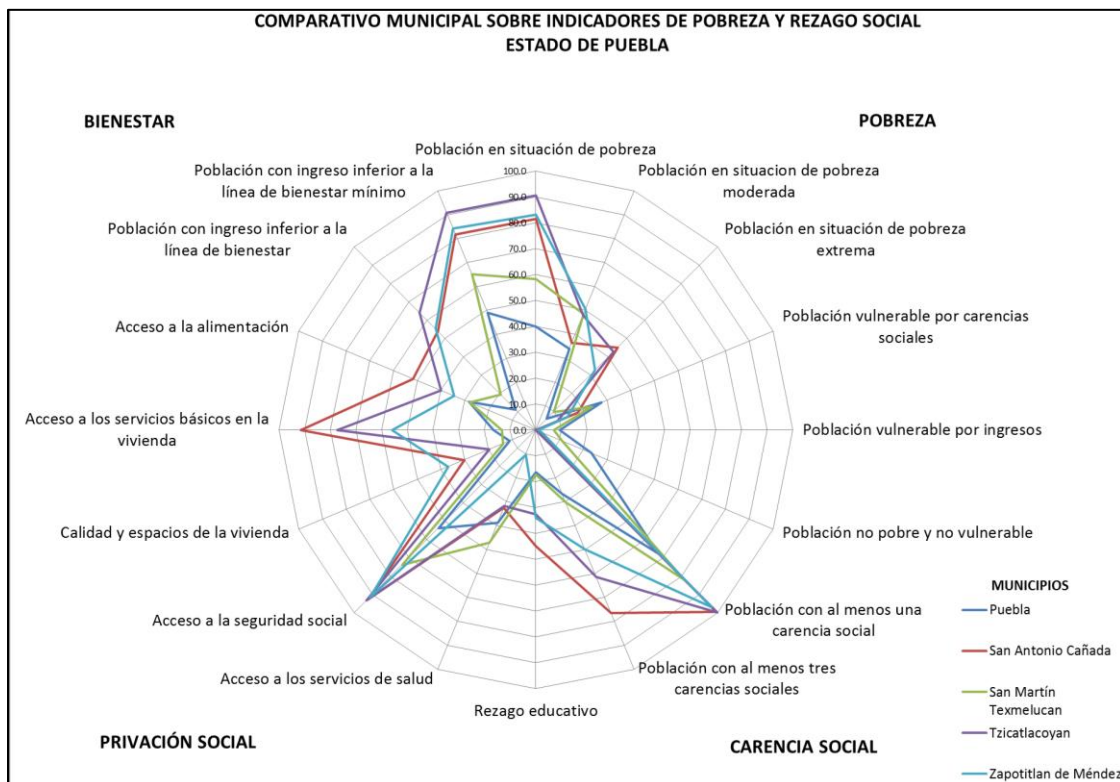 COMPARATIVO MUNICIPAL SOBRE INDICADORES DE POBREZA Y REZAGO SOCIAL
ESTADO DE PUEBLA
BIENESTAR
POBREZA
Población en situación de pobreza
Población en situacion de pobreza
moderada
Población en situación de pobreza
extrema
Población vulnerable por carencias
sociales
Población vulnerable por ingresos
Población no pobre y no vulnerable
Población con al menos una
carencia social
Población con al menos tres
carencias sociales
Rezago educativo
Acceso a los servicios de salud
Acceso a la seguridad social
Calidad y espacios de la vivienda
Acceso a los servicios básicos en la
vivienda
Acceso a la alimentación
Población con ingreso inferior a la
línea de bienestar
Población con ingreso inferior a la
línea de bienestar mínimo
100.0
90.0
80.0
70.0
60.0
50.0
40.0
30.0
20.0
10.0
0.0
PRIVACIÓN SOCIAL
CARENCIA SOCIAL
MUNICIPIOS
Puebla
San Antonio Cañada
San Martín
Texmelucan
Tzicatlacoyan
Zapotitlan de Méndez